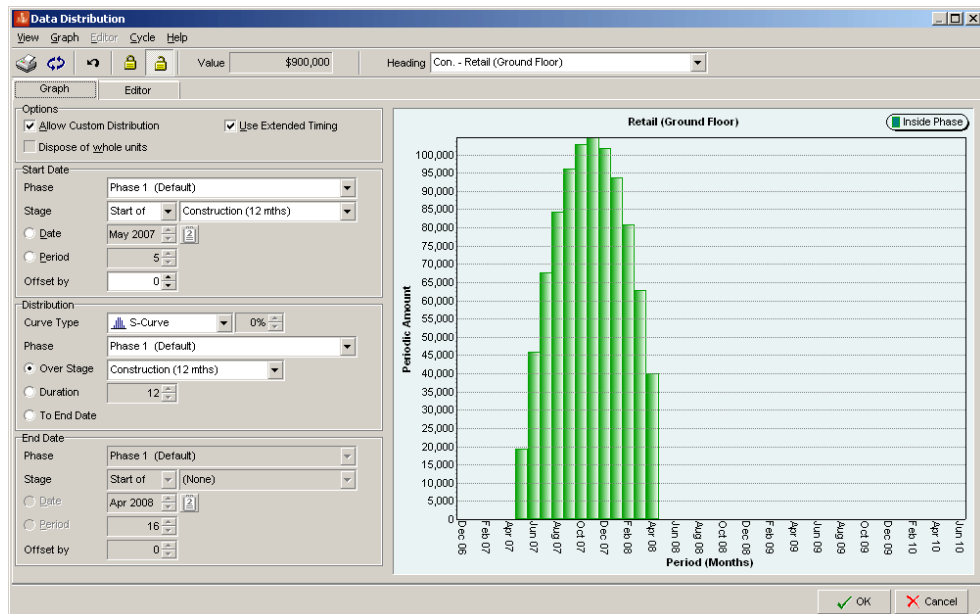 Data Distribution
View Graph Editor Cycle Help
Value $900,000 Heading Con. - Retail (Ground Floor)
Graph Editor
Options
Allow Custom Distribution Use Extended Timing
Dispose of whole units
Start Date
Phase Phase 1 (Default)
Stage Start of Construction (12 mths)
Date May 2007 2
Period 5
Offset by 0
Distribution
Curve Type S-Curve 0%
Phase Phase 1 (Default)
Over Stage Construction (12 mths)
Duration 12
To End Date
End Date
Phase Phase 1 (Default)
Stage Start of (None)
Date Apr 2008 2
Period 16
Offset by 0
Retail (Ground Floor)
Inside Phase
Periodic Amount
100,000
95,000
90,000
85,000
80,000
75,000
70,000
65,000
60,000
55,000
50,000
45,000
40,000
35,000
30,000
25,000
20,000
15,000
10,000
5,000
0
Dec 06 Feb 07 Apr 07 Jun 07 Aug 07 Oct 07 Dec 07 Feb 08 Apr 08 Jun 08 Aug 08 Oct 08 Dec 08 Feb 09 Apr 09 Jun 09 Aug 09 Oct 09 Dec 09 Feb 10 Apr 10 Jun 10
Period (Months)
OK Cancel